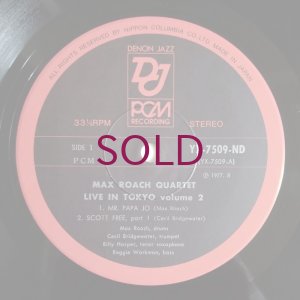 ALL RIGHTS RESERVED BY NIPPON COLUMBIA CO., LTD. MADE IN JAPAN
DENON JAZZ
DJ
PCM
RECORDING
33⅓RPM
STEREO
SOLD
SIDE 1
YX-7509-ND
PCM
(YX-7509-A)
℗ 1977. 8
MAX ROACH QUARTET
LIVE IN TOKYO volume 2
1. MR. PAPA JO (Max Roach)
2. SCOTT FREE, part 1 (Cecil Bridgewater)
Max Roach, drums
Cecil Bridgewater, trumpet
Billy Harper, tenor saxophone
Reggie Workman, bass